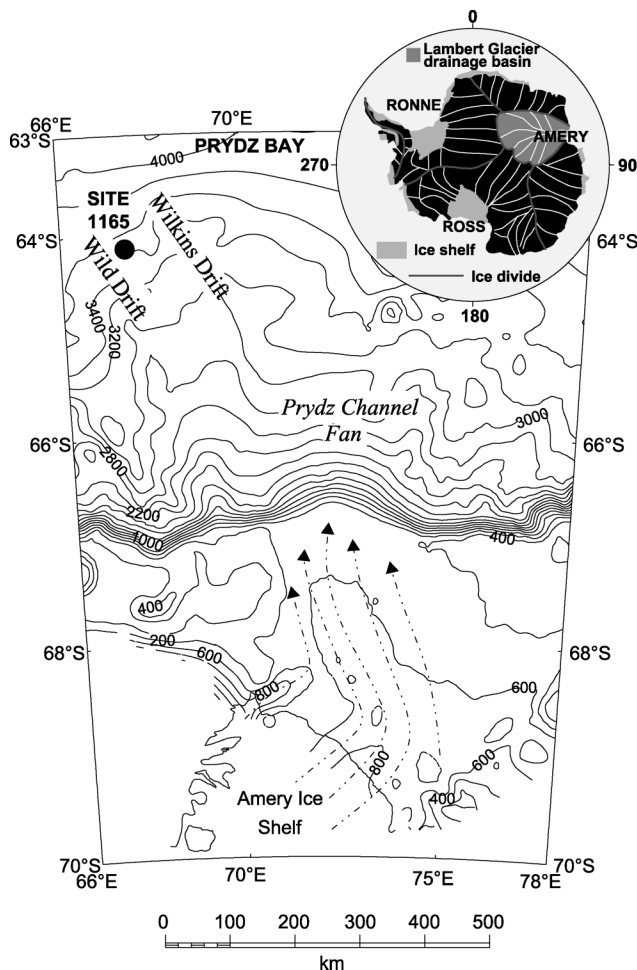 0
Lambert Glacier
drainage basin
RONNE
AMERY
270
90
ROSS
Ice shelf
Ice divide
180
66°E
70°E
63°S
PRYDZ BAY
4000
SITE
1165
Wilkins Drift
Wild Drift
64°S
64°S
3400
3200
Prydz Channel
Fan
3000
66°S
66°S
2800
2200
1000
400
400
200
600
68°S
68°S
800
600
800
600
400
Amery Ice
Shelf
70°S
70°S
66°E
70°E
75°E
78°E
0
100
200
300
400
500
km